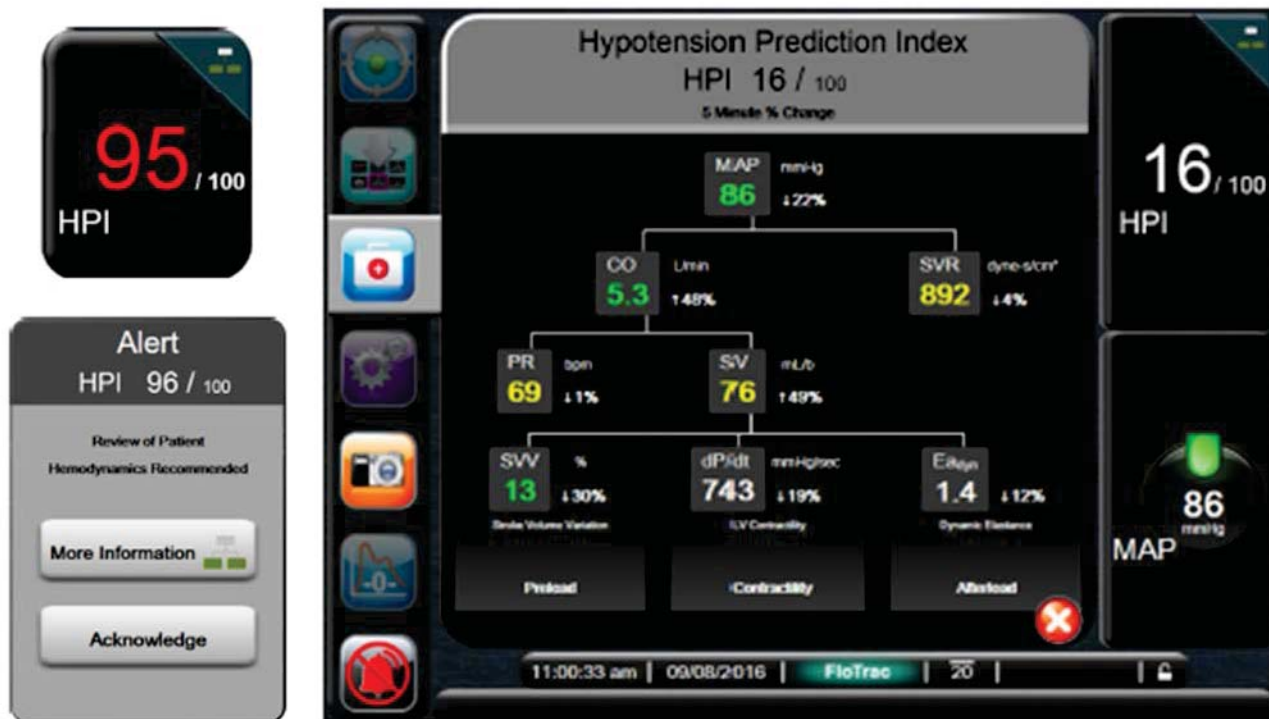 95 / 100
HPI
Alert
HPI 96 / 100
Review of Patient
Hemodynamics Recommended
More Information
Acknowledge
Hypotension Prediction Index
HPI 16 / 100
5 Minute % Change
MAP mmHg
86 ↓22%
CO L/min
5.3 ↑48%
SVR
892 ↓4%
PR bpm
69 ↓1%
SV mL/b
76 ↑49%
SVV %
13 ↓30%
Stroke Volume Variation
dP/dt mmHg/sec
743 ↓19%
LV Contractility
Eadyn
1.4 ↓12%
Dynamic Elastance
Preload
Contractility
Afterload
-0-
16 / 100
HPI
86
mmHg
MAP
11:00:33 am | 09/08/2016 | FloTrac | 20 |